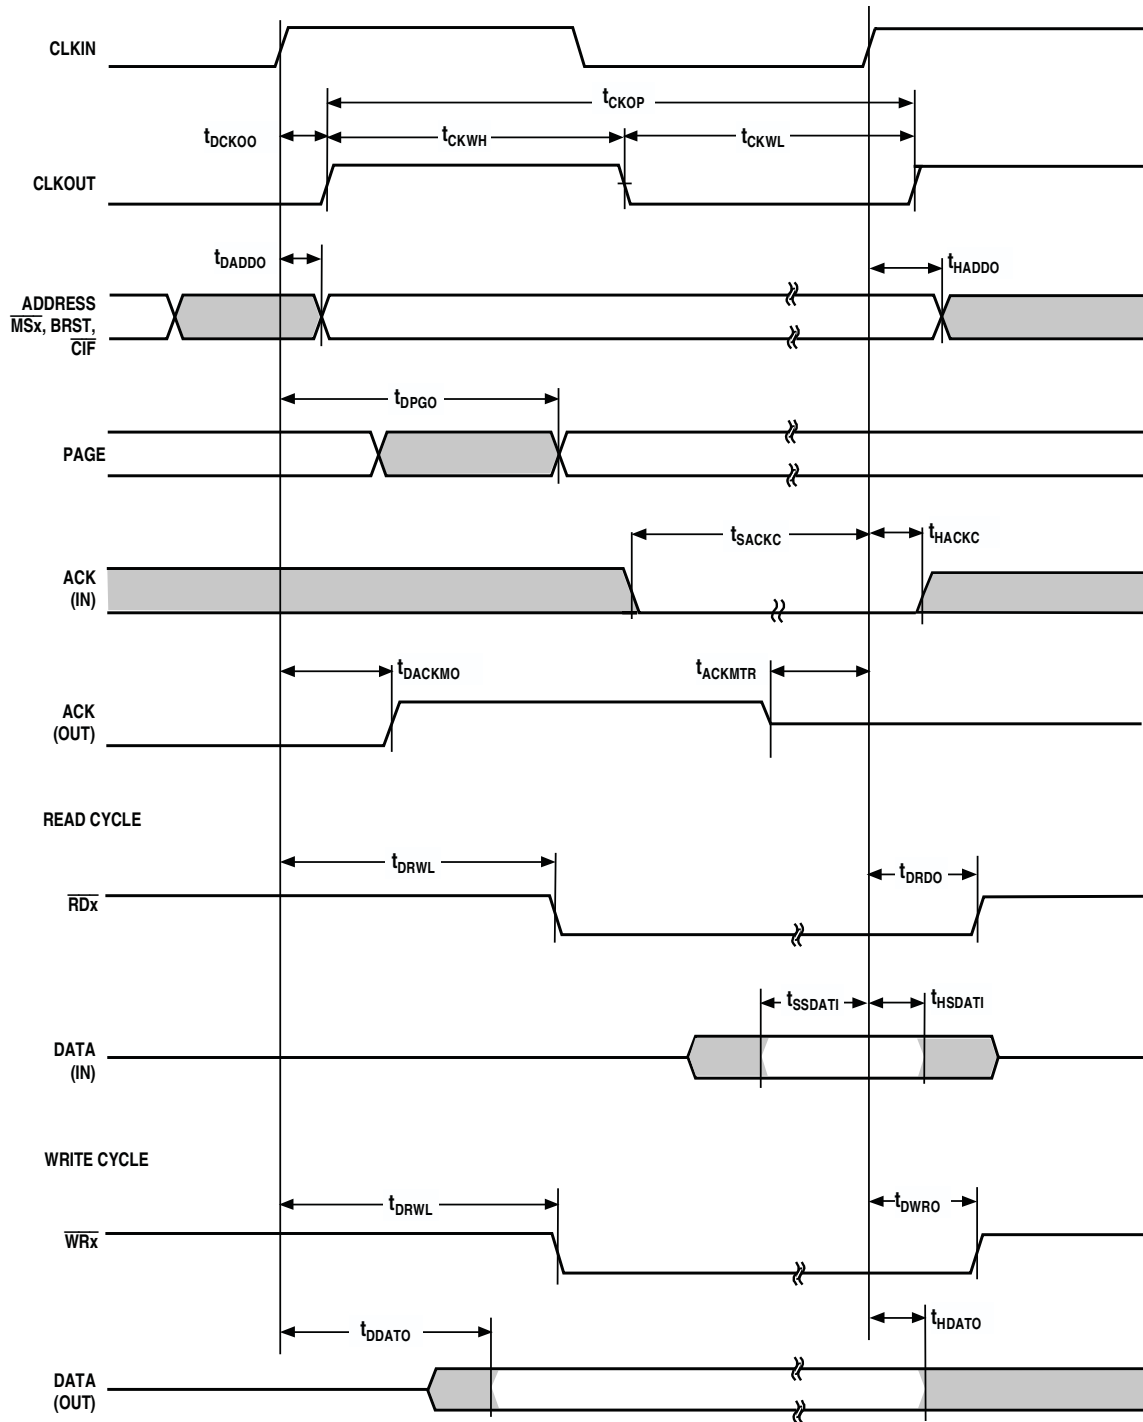 CLKIN
tCKOP
tDCKOO
tCKWH
tCKWL
CLKOUT
tDADDO
tHADDO
ADDRESS
MSx, BRST,
CIF
tDPGO
PAGE
tSACKC
tHACKC
ACK
(IN)
tDACKMO
tACKMTR
ACK
(OUT)
READ CYCLE
tDRWL
tDRDO
RDx
tSSDATI
tHSDATI
DATA
(IN)
WRITE CYCLE
tDRWL
tDWRO
WRx
tDDATO
tHDATO
DATA
(OUT)